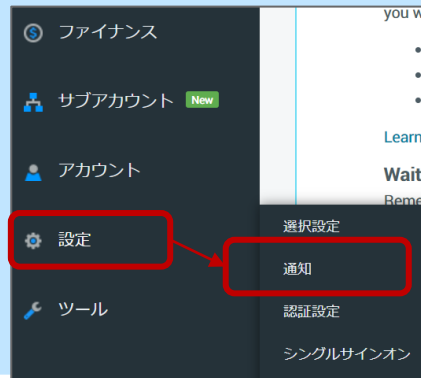 ファイナンス
サブアカウント New
アカウント
設定
ツール
選択設定
通知
認証設定
シングルサインオン
you w
Learn
Wait
Reme